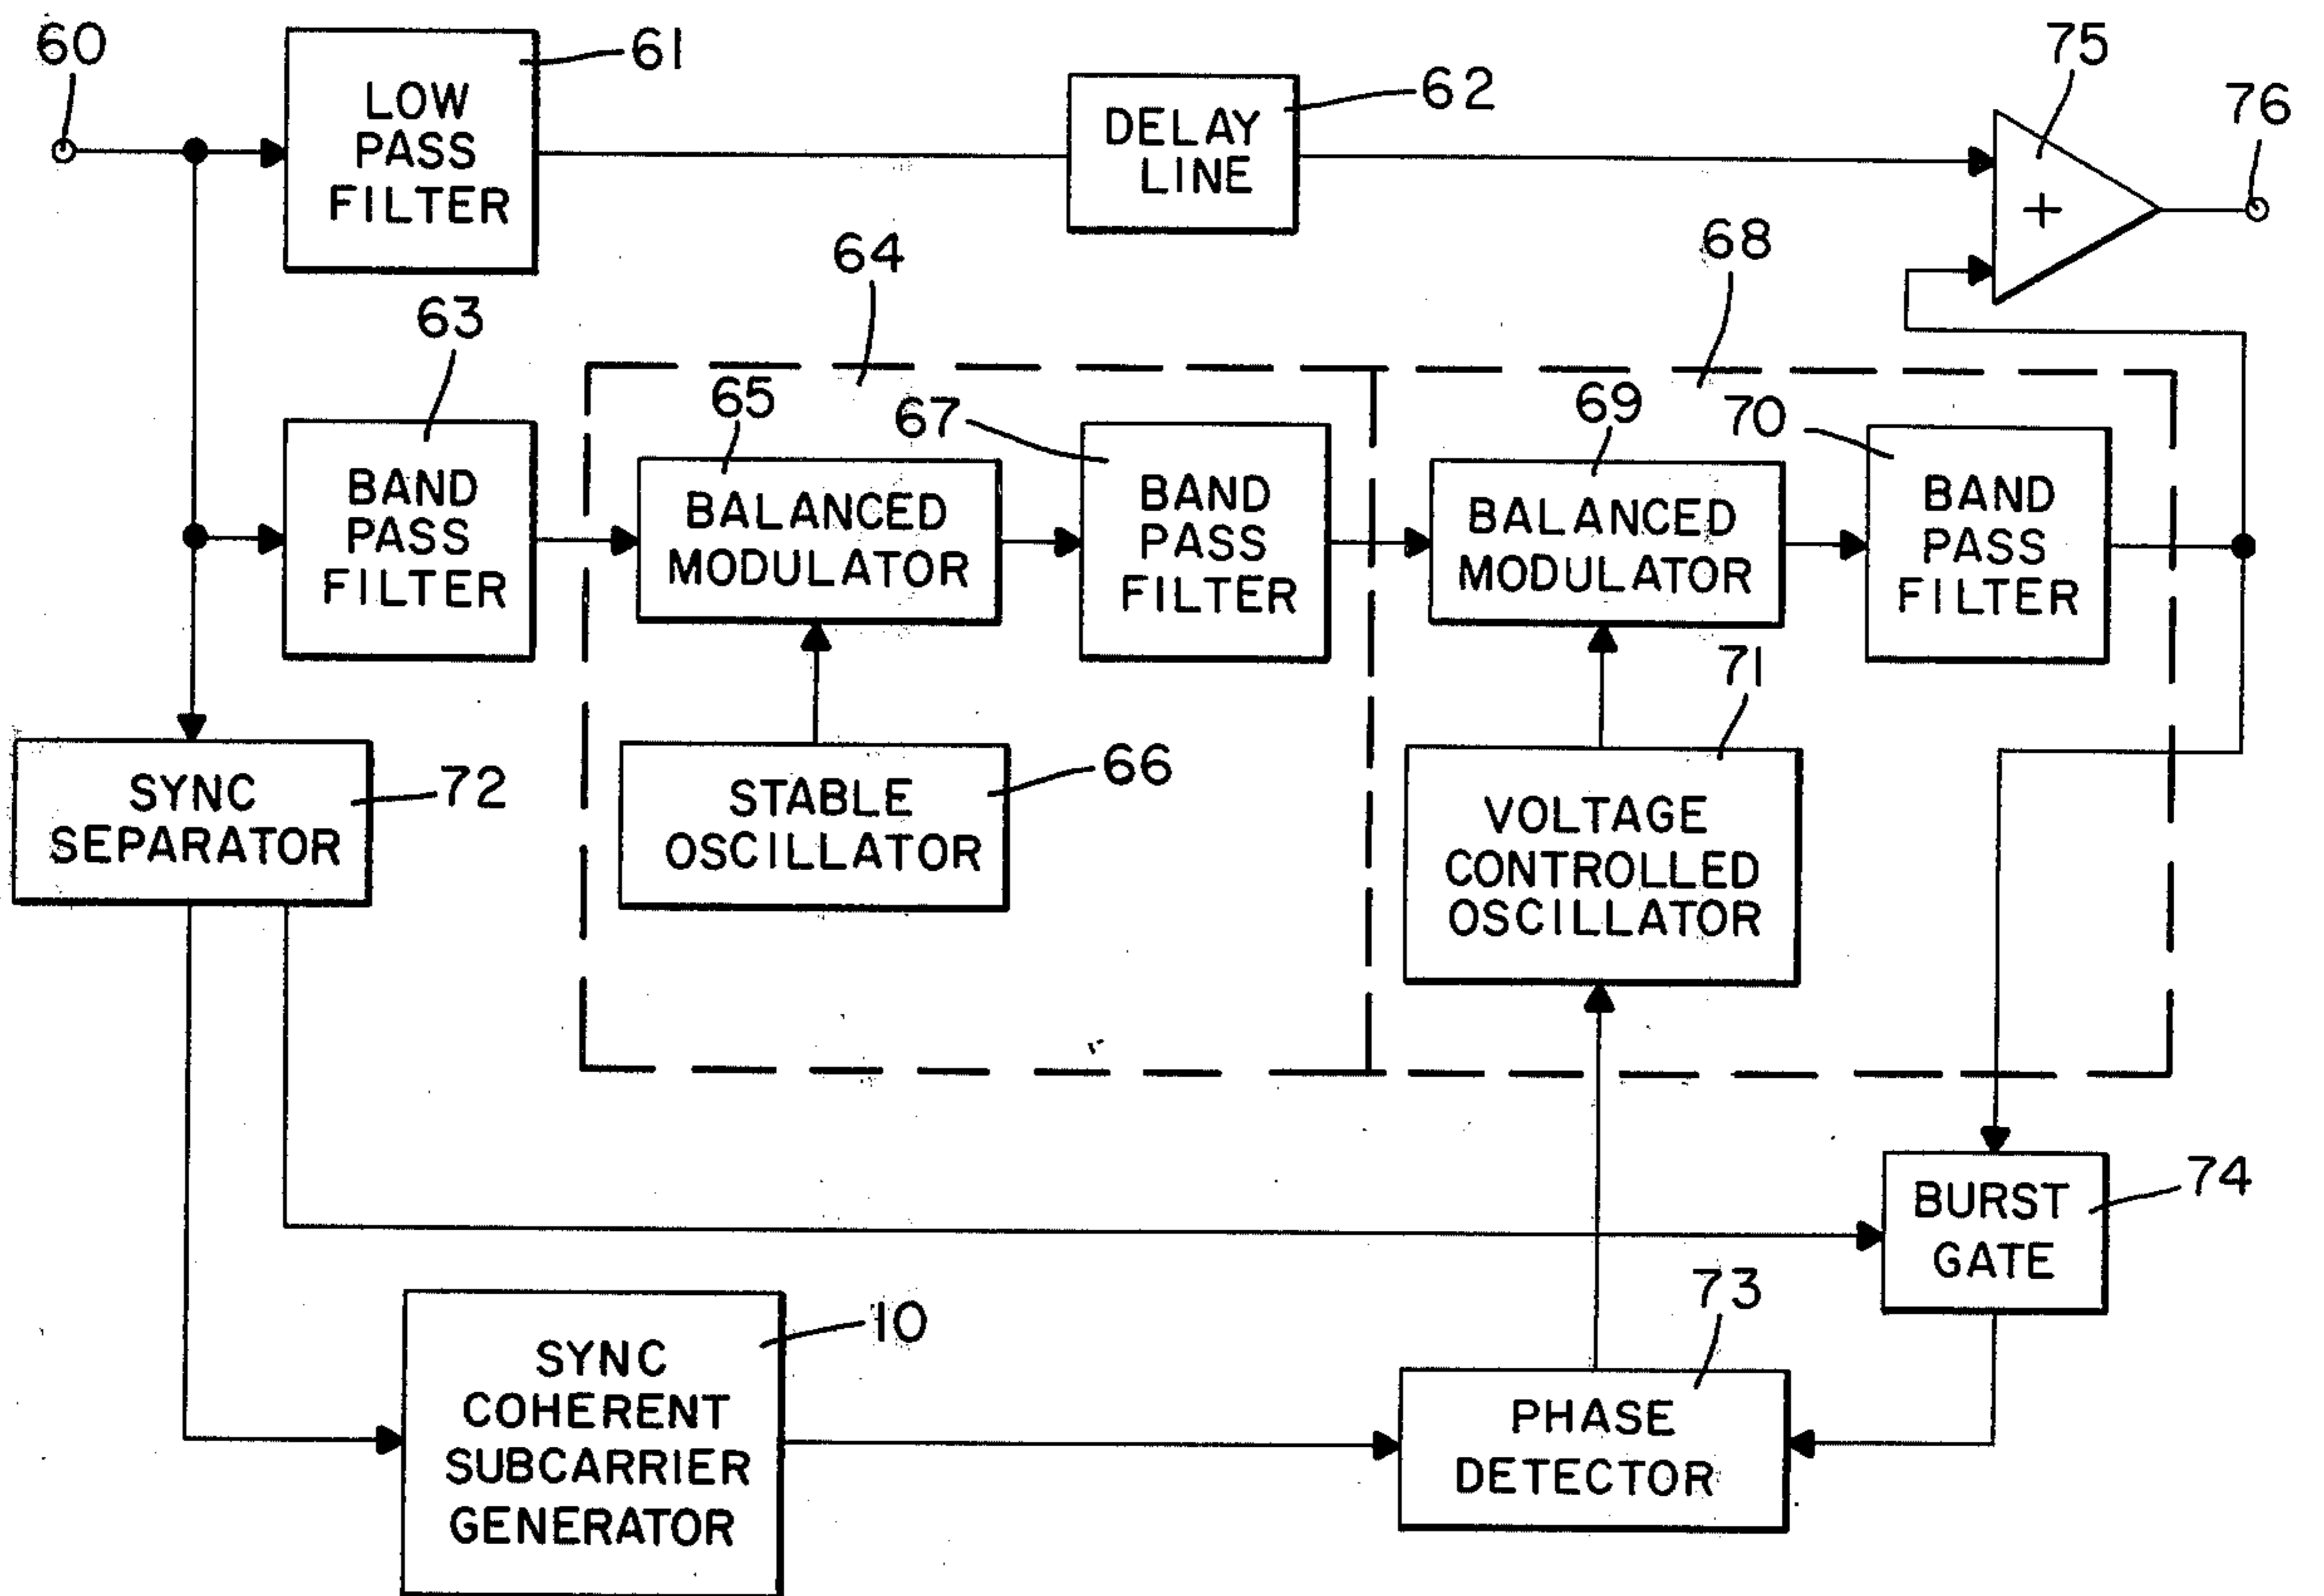 60
LOW
PASS
FILTER
61
DELAY
LINE
62
75
+
76
63
BAND
PASS
FILTER
64
65
BALANCED
MODULATOR
67
BAND
PASS
FILTER
68
69
BALANCED
MODULATOR
70
BAND
PASS
FILTER
SYNC
SEPARATOR
72
STABLE
OSCILLATOR
66
71
VOLTAGE
CONTROLLED
OSCILLATOR
BURST
GATE
74
SYNC
COHERENT
SUBCARRIER
GENERATOR
10
73
PHASE
DETECTOR